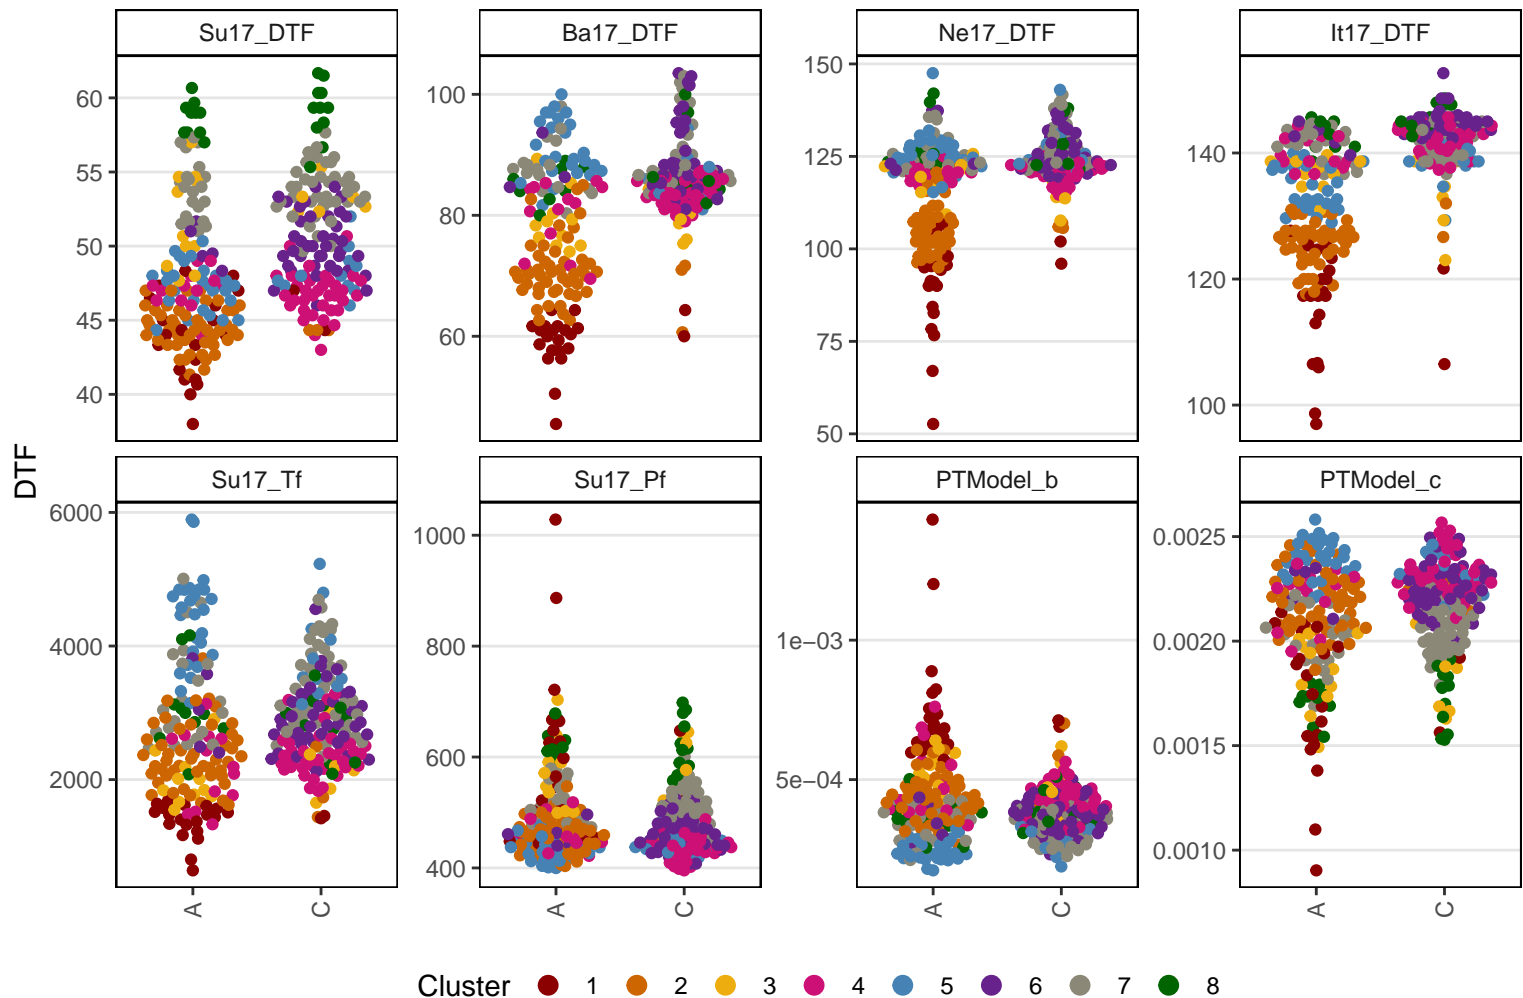 Su17_DTF
Ba17_DTF
Ne17_DTF
It17_DTF
60
55
50
45
40
100
80
60
150
125
100
75
50
140
120
100
DTF
Su17_Tf
Su17_Pf
PTModel_b
PTModel_c
6000
4000
2000
1000
800
600
400
1e−03
5e−04
0.0025
0.0020
0.0015
0.0010
A
C
A
C
A
C
A
C
Cluster 1 2 3 4 5 6 7 8